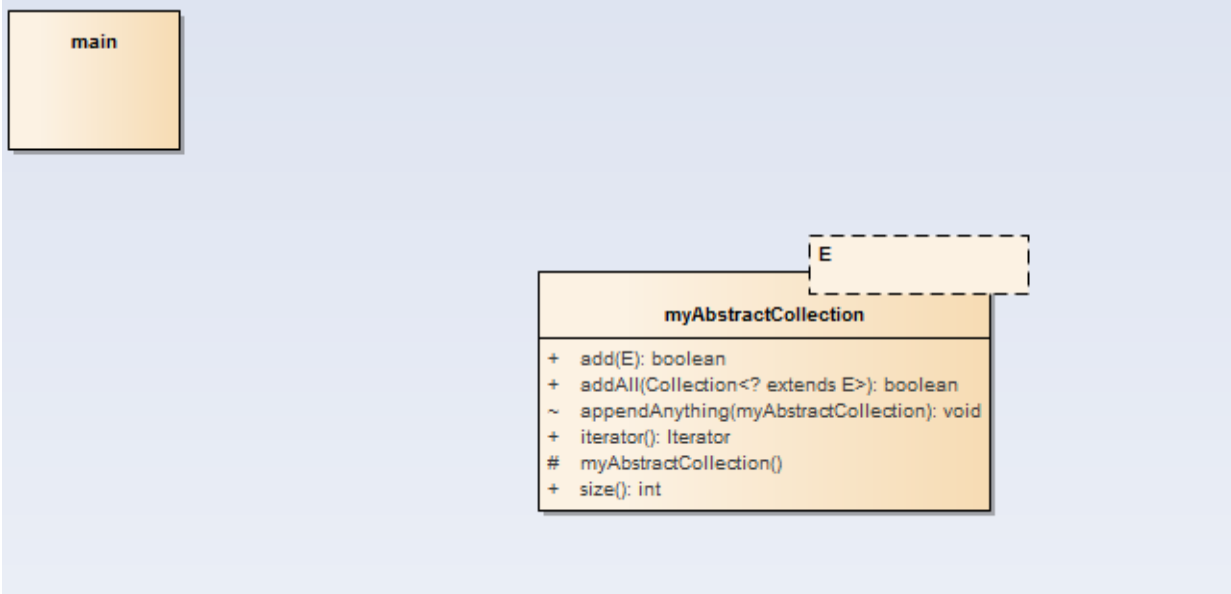 main
E
myAbstractCollection
+ add(E): boolean
+ addAll(Collection<? extends E>): boolean
~ appendAnything(myAbstractCollection): void
+ iterator(): Iterator
# myAbstractCollection()
+ size(): int